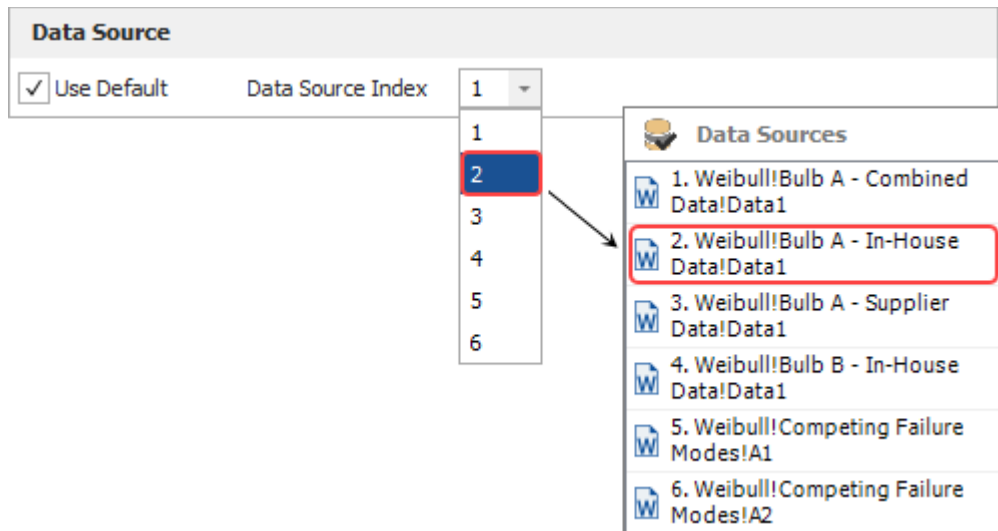 Data Source
Use Default Data Source Index 1
1
2
3
4
5
6
Data Sources
1. Weibull!Bulb A - Combined
Data!Data1
2. Weibull!Bulb A - In-House
Data!Data1
3. Weibull!Bulb A - Supplier
Data!Data1
4. Weibull!Bulb B - In-House
Data!Data1
5. Weibull!Competing Failure
Modes!A1
6. Weibull!Competing Failure
Modes!A2